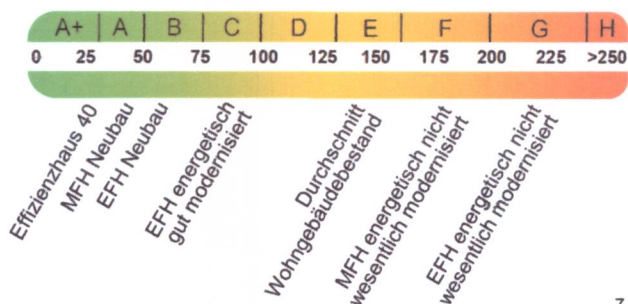 A+ A B C D E F G H
0 25 50 75 100 125 150 175 200 225 >250
Effizienzhaus 40
MFH Neubau
EFH Neubau
EFH energetisch
gut modernisiert
Durchschnitt
Wohngebäudebestand
MFH energetisch nicht
wesentlich modernisiert
EFH energetisch nicht
wesentlich modernisiert
7